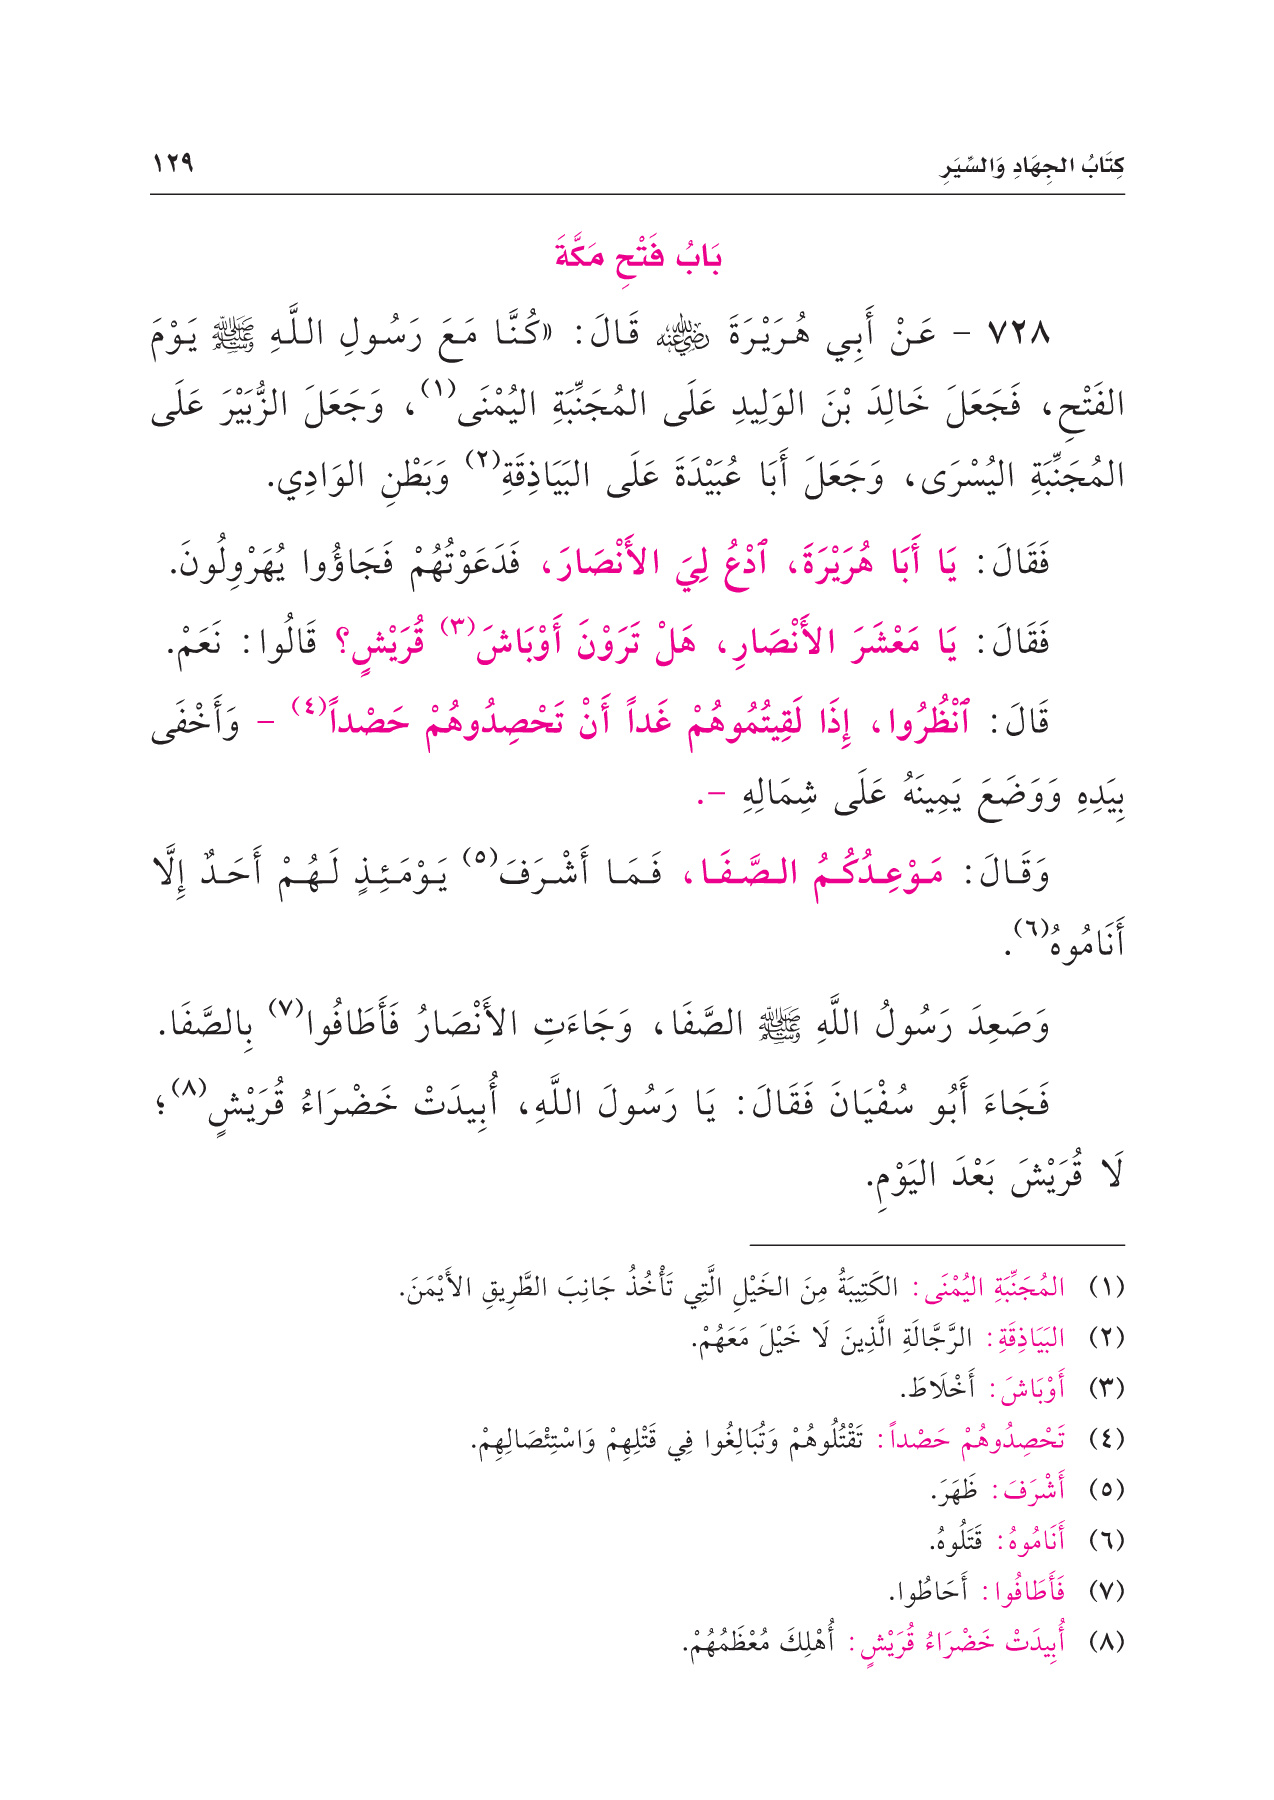 كِتَابُ الجِهَادِ وَالسِّيَرِ ١٢٩
بَابُ فَتْحِ مَكَّةَ
٧٢٨ - عَنْ أَبِي هُرَيْرَةَ رضي الله عنه قَالَ: «كُنَّا مَعَ رَسُولِ اللَّهِ ﷺ يَوْمَ
الفَتْحِ، فَجَعَلَ خَالِدَ بْنَ الوَلِيدِ عَلَى المُجَنِّبَةِ اليُمْنَى(١)، وَجَعَلَ الزُّبَيْرَ عَلَى
المُجَنِّبَةِ اليُسْرَى، وَجَعَلَ أَبَا عُبَيْدَةَ عَلَى البَيَاذِقَةِ(٢) وَبَطْنِ الوَادِي.
فَقَالَ: يَا أَبَا هُرَيْرَةَ، ٱدْعُ لِيَ الأَنْصَارَ، فَدَعَوْتُهُمْ فَجَاؤُوا يُهَرْوِلُونَ.
فَقَالَ: يَا مَعْشَرَ الأَنْصَارِ، هَلْ تَرَوْنَ أَوْبَاشَ(٣) قُرَيْشٍ؟ قَالُوا: نَعَمْ.
قَالَ: ٱنْظُرُوا، إِذَا لَقِيتُمُوهُمْ غَداً أَنْ تَحْصِدُوهُمْ حَصْداً(٤) - وَأَخْفَى
بِيَدِهِ وَوَضَعَ يَمِينَهُ عَلَى شِمَالِهِ -.
وَقَالَ: مَوْعِدُكُمُ الصَّفَا، فَمَا أَشْرَفَ(٥) يَوْمَئِذٍ لَهُمْ أَحَدٌ إِلَّا
أَنَامُوهُ(٦).
وَصَعِدَ رَسُولُ اللَّهِ ﷺ الصَّفَا، وَجَاءَتِ الأَنْصَارُ فَأَطَافُوا(٧) بِالصَّفَا.
فَجَاءَ أَبُو سُفْيَانَ فَقَالَ: يَا رَسُولَ اللَّهِ، أُبِيدَتْ خَضْرَاءُ قُرَيْشٍ(٨)؛
لَا قُرَيْشَ بَعْدَ اليَوْمِ.
(١) المُجَنِّبَةِ اليُمْنَى: الكَتِيبَةُ مِنَ الخَيْلِ الَّتِي تَأْخُذُ جَانِبَ الطَّرِيقِ الأَيْمَنَ.
(٢) البَيَاذِقَةِ: الرَّجَّالَةِ الَّذِينَ لَا خَيْلَ مَعَهُمْ.
(٣) أَوْبَاشَ: أَخْلَاطَ.
(٤) تَحْصِدُوهُمْ حَصْداً: تَقْتُلُوهُمْ وَتُبَالِغُوا فِي قَتْلِهِمْ وَاسْتِئْصَالِهِمْ.
(٥) أَشْرَفَ: ظَهَرَ.
(٦) أَنَامُوهُ: قَتَلُوهُ.
(٧) فَأَطَافُوا: أَحَاطُوا.
(٨) أُبِيدَتْ خَضْرَاءُ قُرَيْشٍ: أُهْلِكَ مُعْظَمُهُمْ.